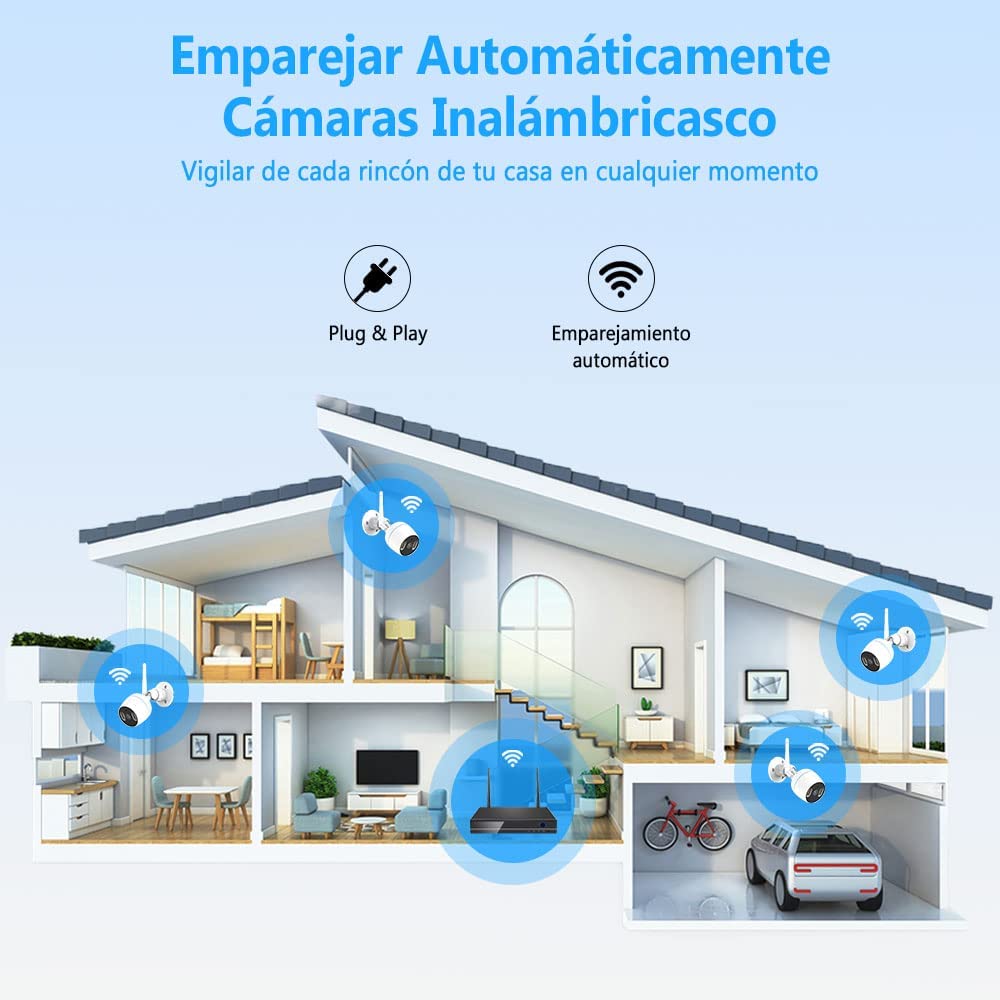 Emparejar Automáticamente
Cámaras Inalámbricasco
Vigilar de cada rincón de tu casa en cualquier momento
Plug & Play
Emparejamiento
automático